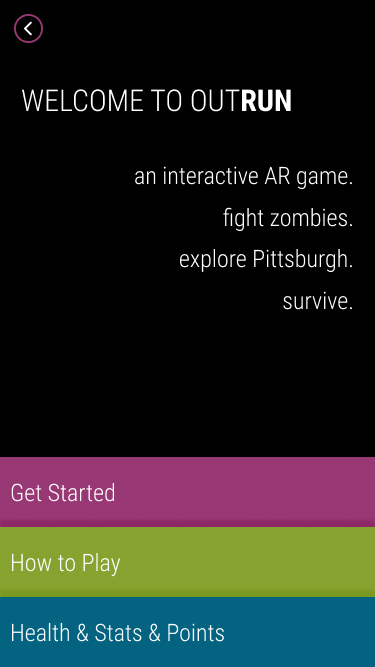 WELCOME TO OUTRUN
an interactive AR game.
fight zombies.
explore Pittsburgh.
survive.
Get Started
How to Play
Health & Stats & Points